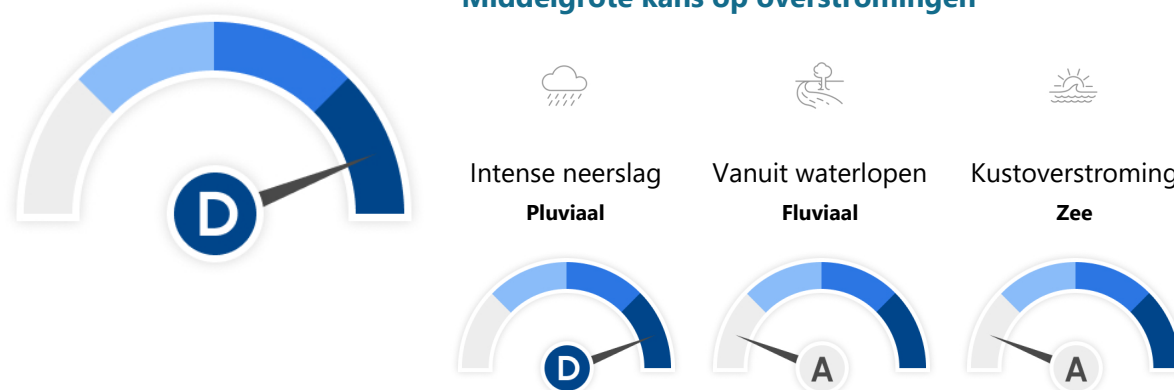 Middelgrote kans op overstromingen
D
Intense neerslag
Vanuit waterlopen
Kustoverstroming
Pluviaal
Fluviaal
Zee
D
A
A